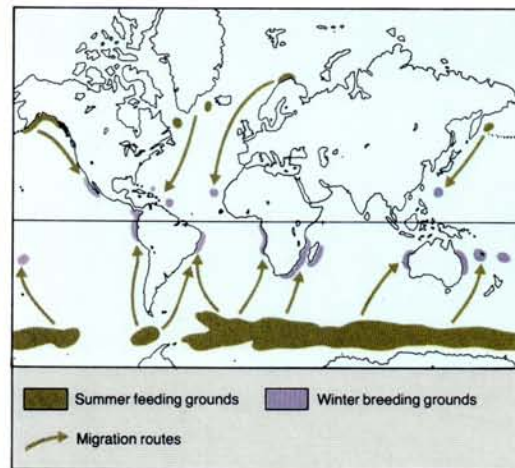 Summer feeding grounds
Winter breeding grounds
Migration routes